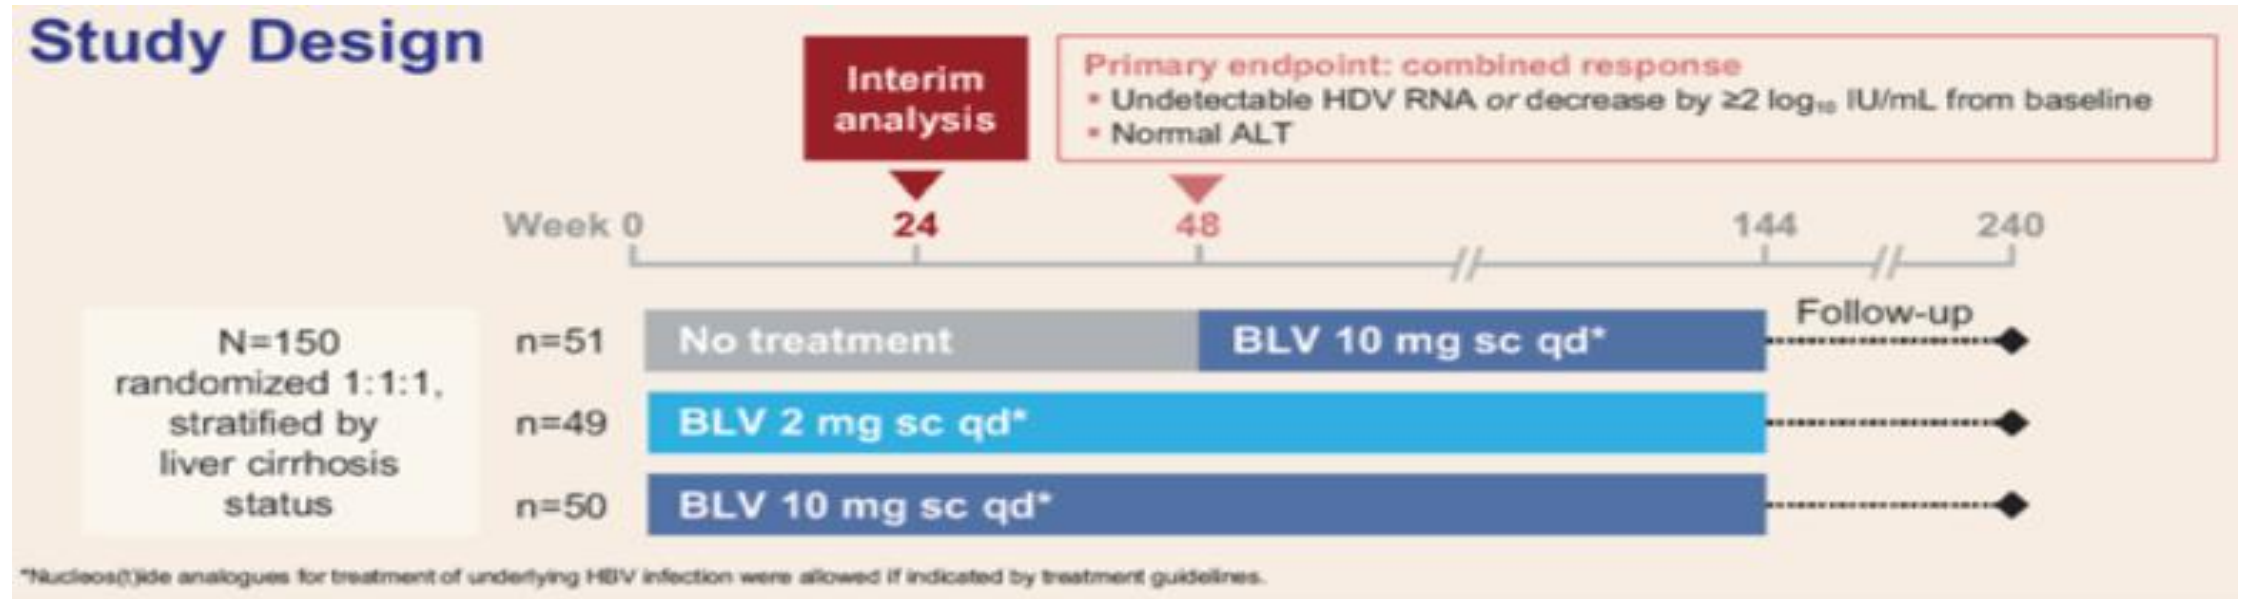 Study Design
Interim
analysis
Primary endpoint: combined response
▪ Undetectable HDV RNA or decrease by ≥2 log₁₀ IU/mL from baseline
▪ Normal ALT
Week 0 24 48 144 240
N=150
randomized 1:1:1,
stratified by
liver cirrhosis
status
n=51 No treatment BLV 10 mg sc qd* Follow-up
n=49 BLV 2 mg sc qd*
n=50 BLV 10 mg sc qd*
*Nucleos(t)ide analogues for treatment of underlying HBV infection were allowed if indicated by treatment guidelines.